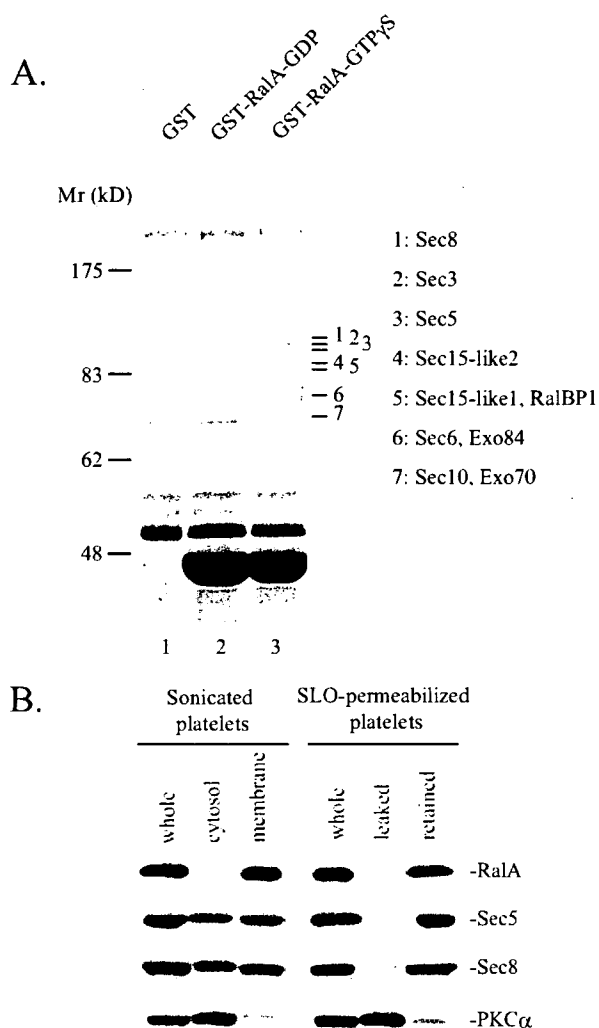 A.
GST
GST-RalA-GDP
GST-RalA-GTPγS
Mr (kD)
175
83
62
48
1
2 3
4 5
6
7
1: Sec8
2: Sec3
3: Sec5
4: Sec15-like2
5: Sec15-like1, RalBP1
6: Sec6, Exo84
7: Sec10, Exo70
1 2 3
B.
Sonicated platelets
SLO-permeabilized platelets
whole
cytosol
membrane
whole
leaked
retained
-RalA
-Sec5
-Sec8
-PKCα